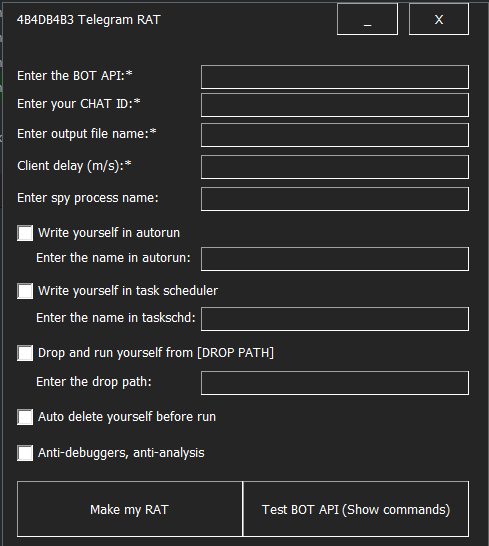 4B4DB4B3 Telegram RAT
_ X
Enter the BOT API:*
Enter your CHAT ID:*
Enter output file name:*
Client delay (m/s):*
Enter spy process name:
Write yourself in autorun
Enter the name in autorun:
Write yourself in task scheduler
Enter the name in taskschd:
Drop and run yourself from [DROP PATH]
Enter the drop path:
Auto delete yourself before run
Anti-debuggers, anti-analysis
Make my RAT Test BOT API (Show commands)